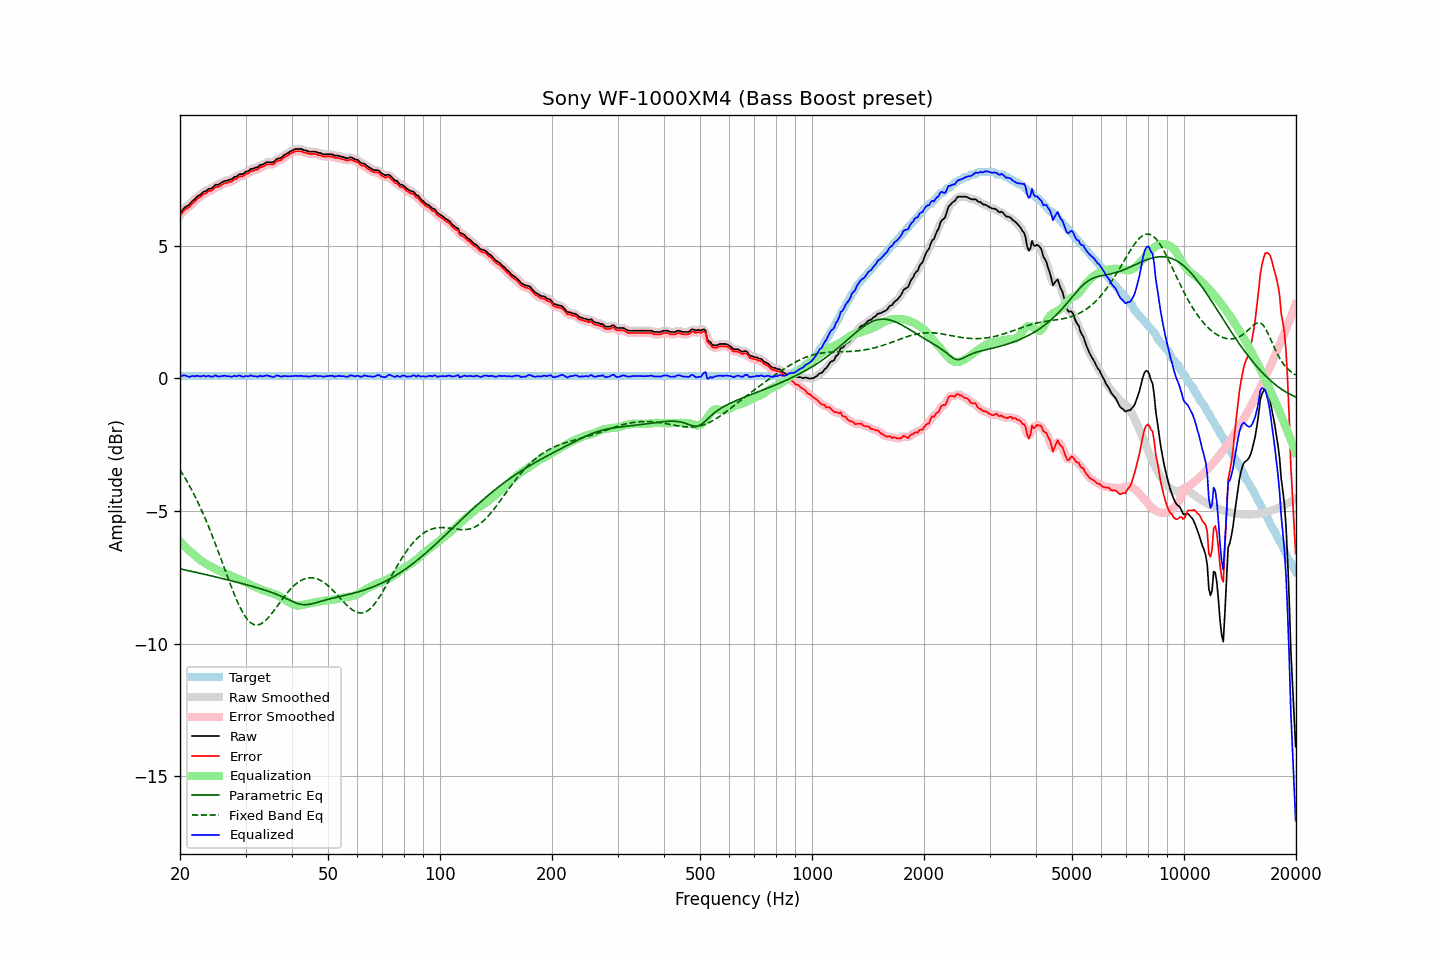 Sony WF-1000XM4 (Bass Boost preset)
Amplitude (dBr)
5
0
−5
−10
−15
Target
Raw Smoothed
Error Smoothed
Raw
Error
Equalization
Parametric Eq
Fixed Band Eq
Equalized
20
50
100
200
500
1000
2000
5000
10000
20000
Frequency (Hz)